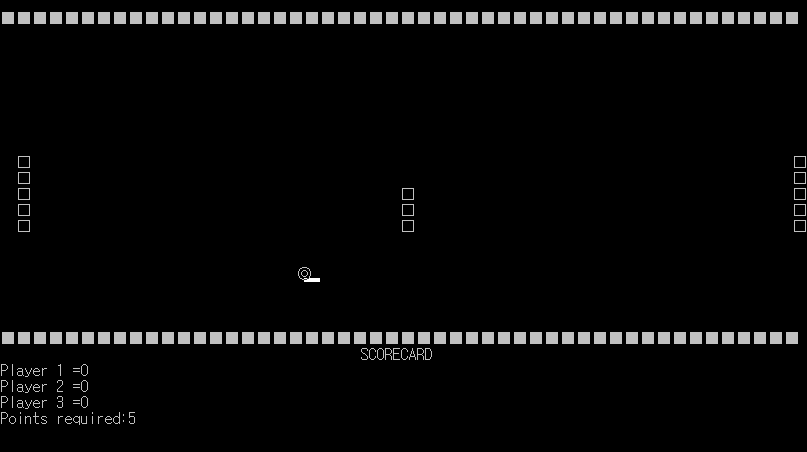 SCORECARD
Player 1 =0
Player 2 =0
Player 3 =0
Points required:5